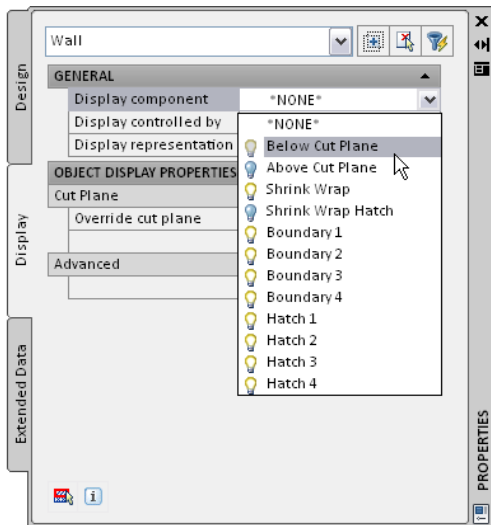 Wall
Design
GENERAL
Display component *NONE*
Display controlled by
Display representation
*NONE*
Below Cut Plane
Above Cut Plane
Shrink Wrap
Shrink Wrap Hatch
Boundary 1
Boundary 2
Boundary 3
Boundary 4
Hatch 1
Hatch 2
Hatch 3
Hatch 4
OBJECT DISPLAY PROPERTIES
Cut Plane
Override cut plane
Advanced
Display
Extended Data
PROPERTIES